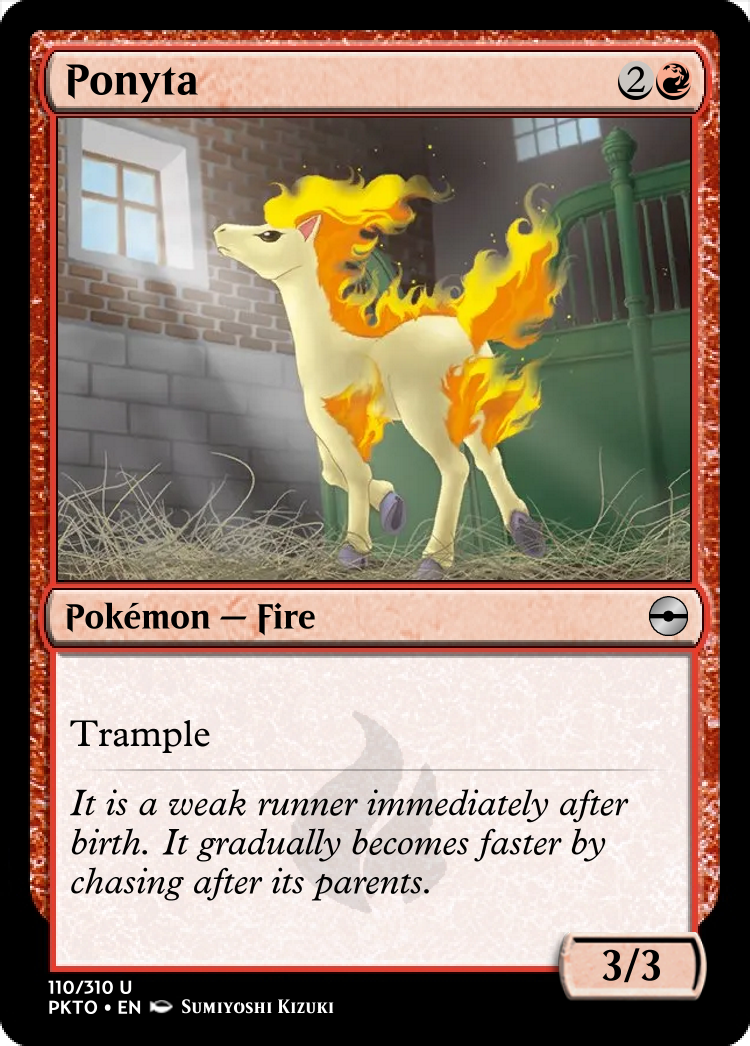 Ponyta
2
Pokémon — Fire
Trample
It is a weak runner immediately after
birth. It gradually becomes faster by
chasing after its parents.
3/3
110/310 U
PKTO • EN Sumiyoshi Kizuki